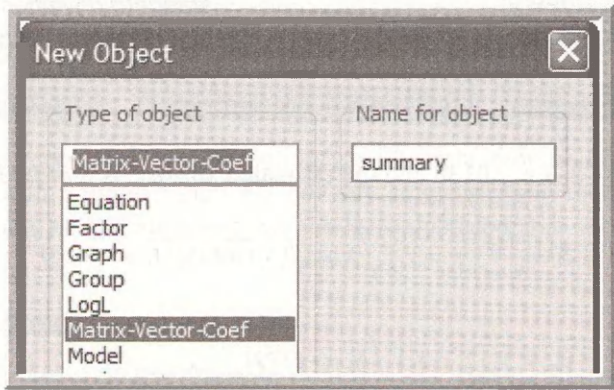 New Object
Type of object
Name for object
Matrix-Vector-Coef
summary
Equation
Factor
Graph
Group
LogL
Matrix-Vector-Coef
Model